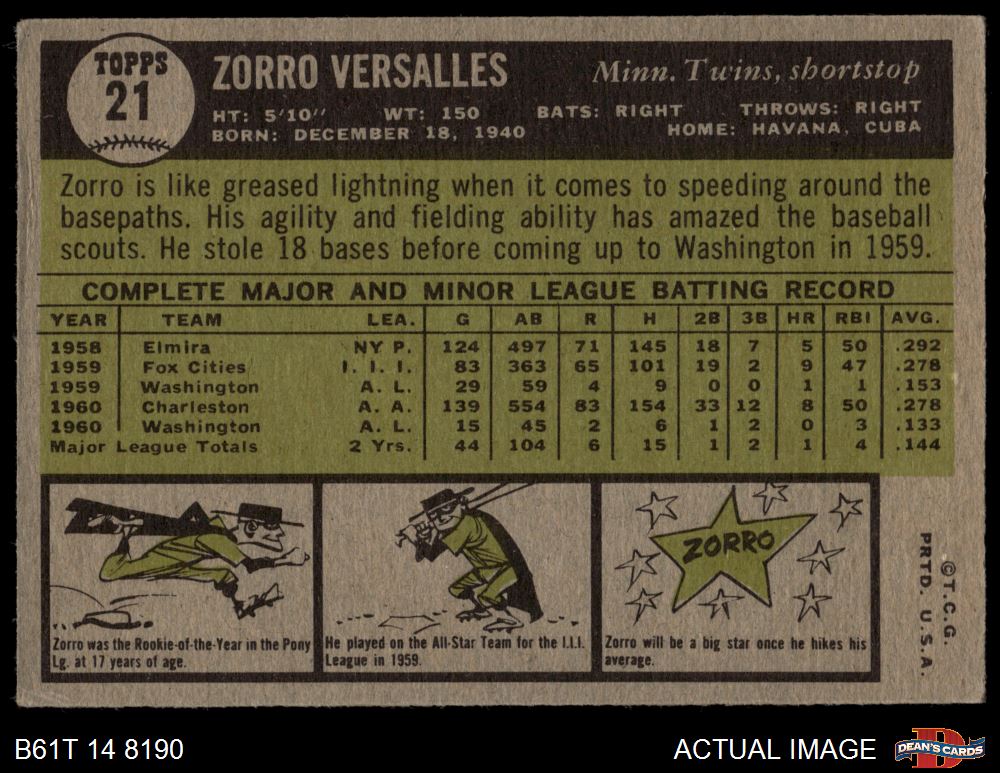 TOPPS
21
ZORRO VERSALLES
Minn. Twins, shortstop
HT: 5'10" WT: 150 BATS: RIGHT THROWS: RIGHT
BORN: DECEMBER 18, 1940 HOME: HAVANA, CUBA
Zorro is like greased lightning when it comes to speeding around the
basepaths. His agility and fielding ability has amazed the baseball
scouts. He stole 18 bases before coming up to Washington in 1959.
COMPLETE MAJOR AND MINOR LEAGUE BATTING RECORD
YEAR TEAM LEA. G AB R H 2B 3B HR RBI AVG.
1958 Elmira NY P. 124 497 71 145 18 7 5 50 .292
1959 Fox Cities I. I. I. 83 363 65 101 19 2 9 47 .278
1959 Washington A. L. 29 59 4 9 0 0 1 1 .153
1960 Charleston A. A. 139 554 83 154 33 12 8 50 .278
1960 Washington A. L. 15 45 2 6 1 2 0 3 .133
Major League Totals 2 Yrs. 44 104 6 15 1 2 1 4 .144
Zorro was the Rookie-of-the-Year in the Pony
Lg. at 17 years of age.
He played on the All-Star Team for the I.I.I.
League in 1959.
ZORRO
Zorro will be a big star once he hikes his
average.
©T.C.G.
PRTD. U.S.A.
B61T 14 8190
ACTUAL IMAGE
D
DEAN'S CARDS